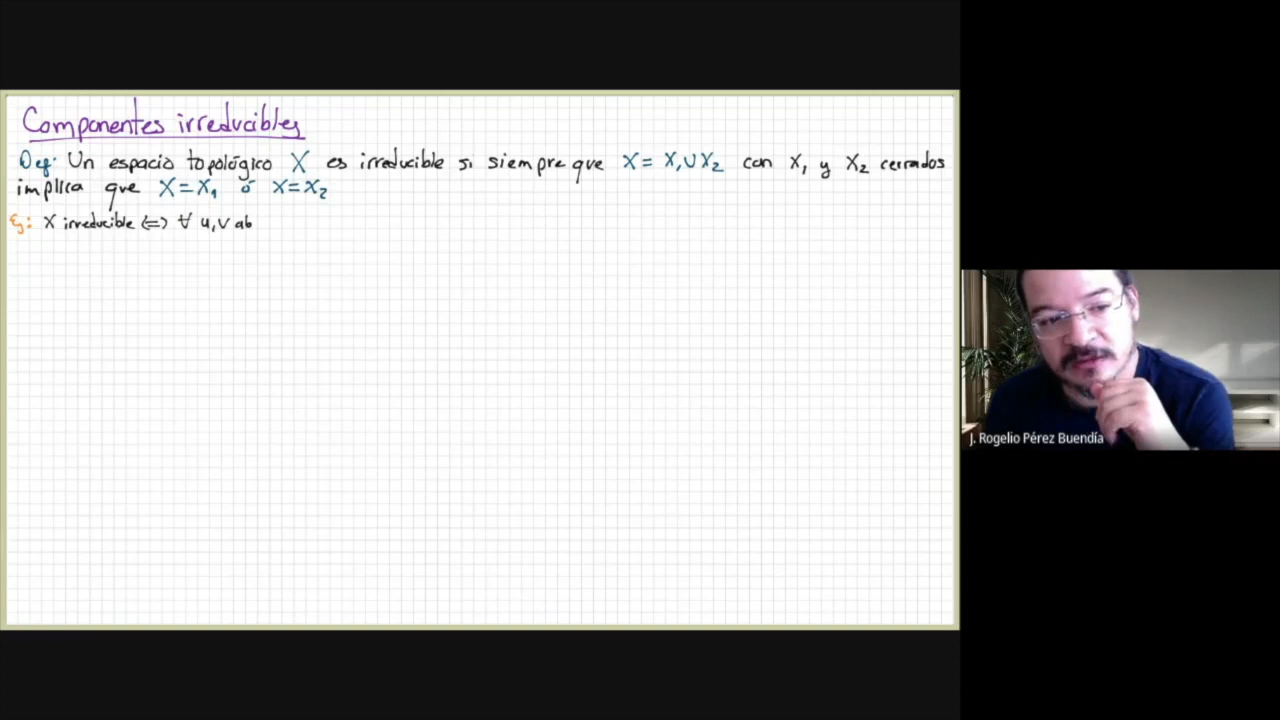 Componentes irreducibles
Def: Un espacio topológico X es irreducible si siempre que X = X₁ ∪ X₂ con X₁ y X₂ cerrados
implica que X = X₁ ó X = X₂
Ej: X irreducible ⇔ ∀ U, V ab
J. Rogelio Pérez Buendía